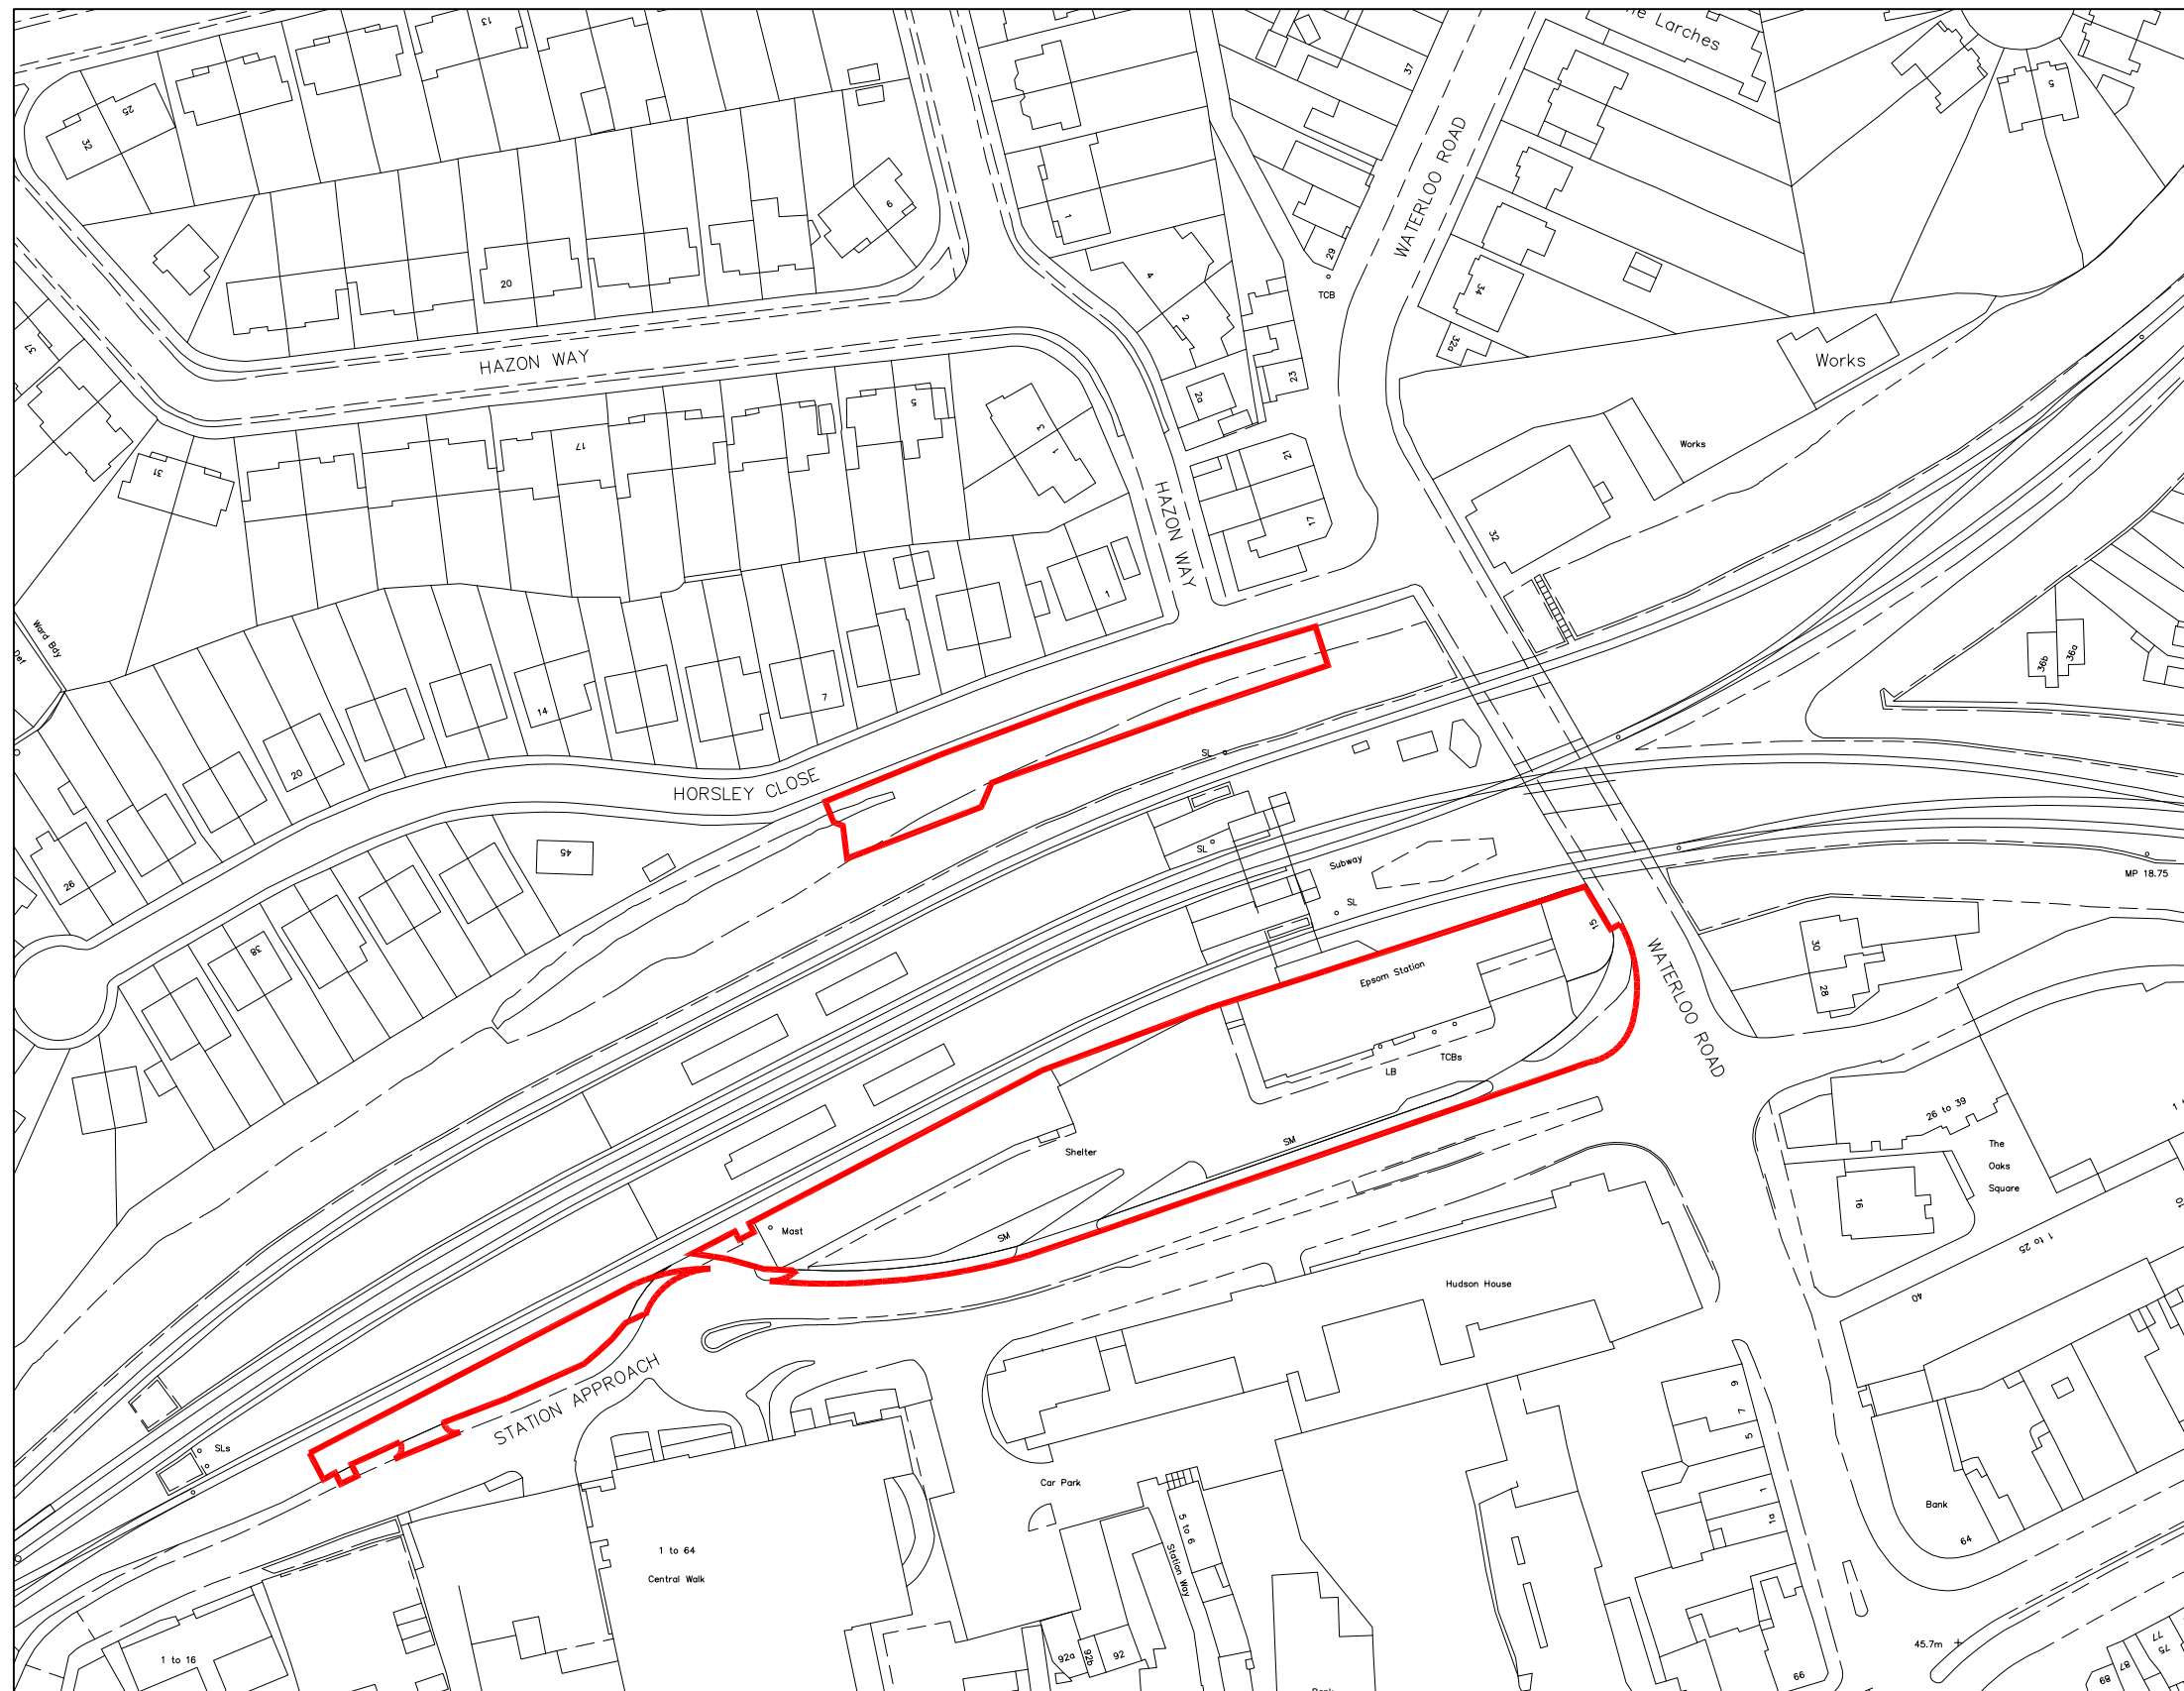 13
The Larches
37
25
32
5
WATERLOO ROAD
6
1
29
20
4
TCB
34
2
32a
37
HAZON WAY
Works
23
2a
5
3
1
Works
17
21
31
HAZON WAY
17
32
1
Ward Bdy
Def
36b
36a
7
14
SL
20
HORSLEY CLOSE
45
SL
Subway
26
MP 18.75
SL
15
38
Epsom Station
WATERLOO ROAD
30
28
TCBs
LB
26 to 39
SM
The
Oaks
Square
Shelter
16
Mast
SM
1 to 25
Hudson House
40
STATION APPROACH
6
7
5
SLs
Car Park
1
1a
Bank
5 to 6
Station Way
64
1 to 64
Central Walk
45.7m
1 to 16
92a
92b
92
66
89
87
77
75